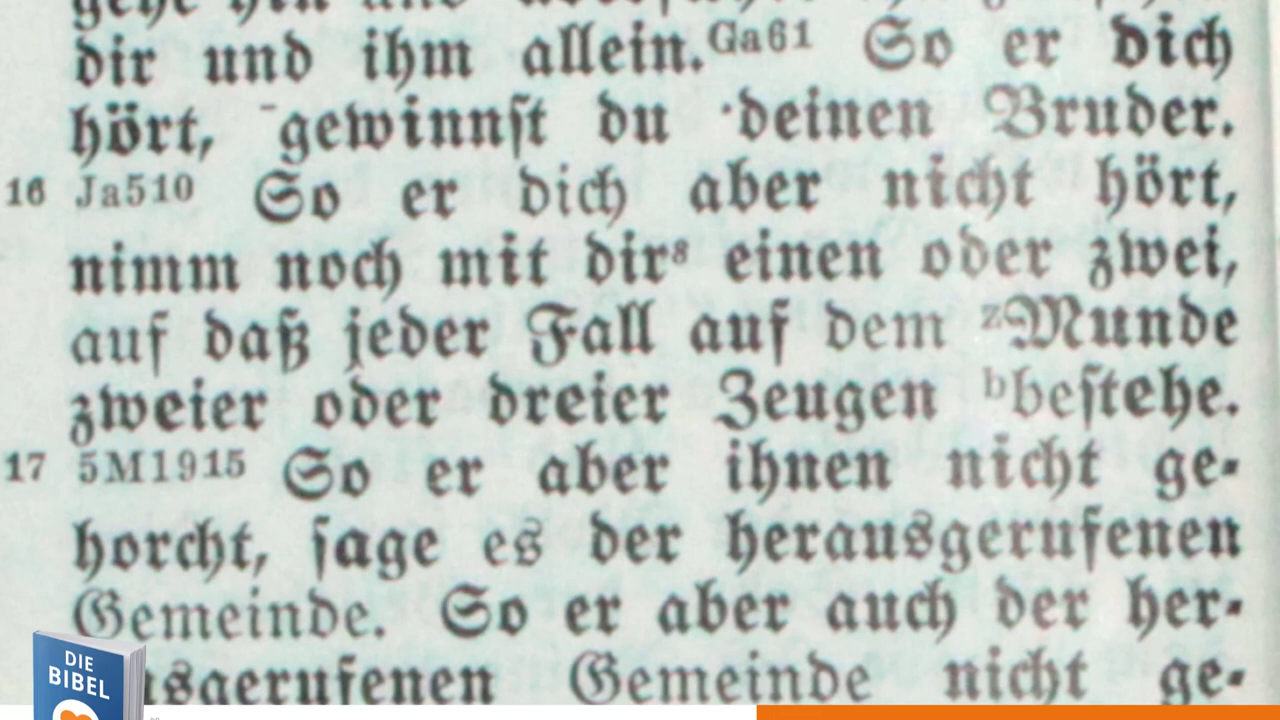 dir und ihm allein.Ga61 So er dich
hört, ¯gewinnst du ·deinen Bruder.
16 Ja510 So er dich aber nicht hört,
nimm noch mit dirs einen oder zwei,
auf daß jeder Fall auf dem zMunde
zweier oder dreier Zeugen bbestehe.
17 5M1915 So er aber ihnen nicht ge-
horcht, sage es der herausgerufenen
Gemeinde. So er aber auch der her-
ausgerufenen Gemeinde nicht ge-
DIE
BIBEL